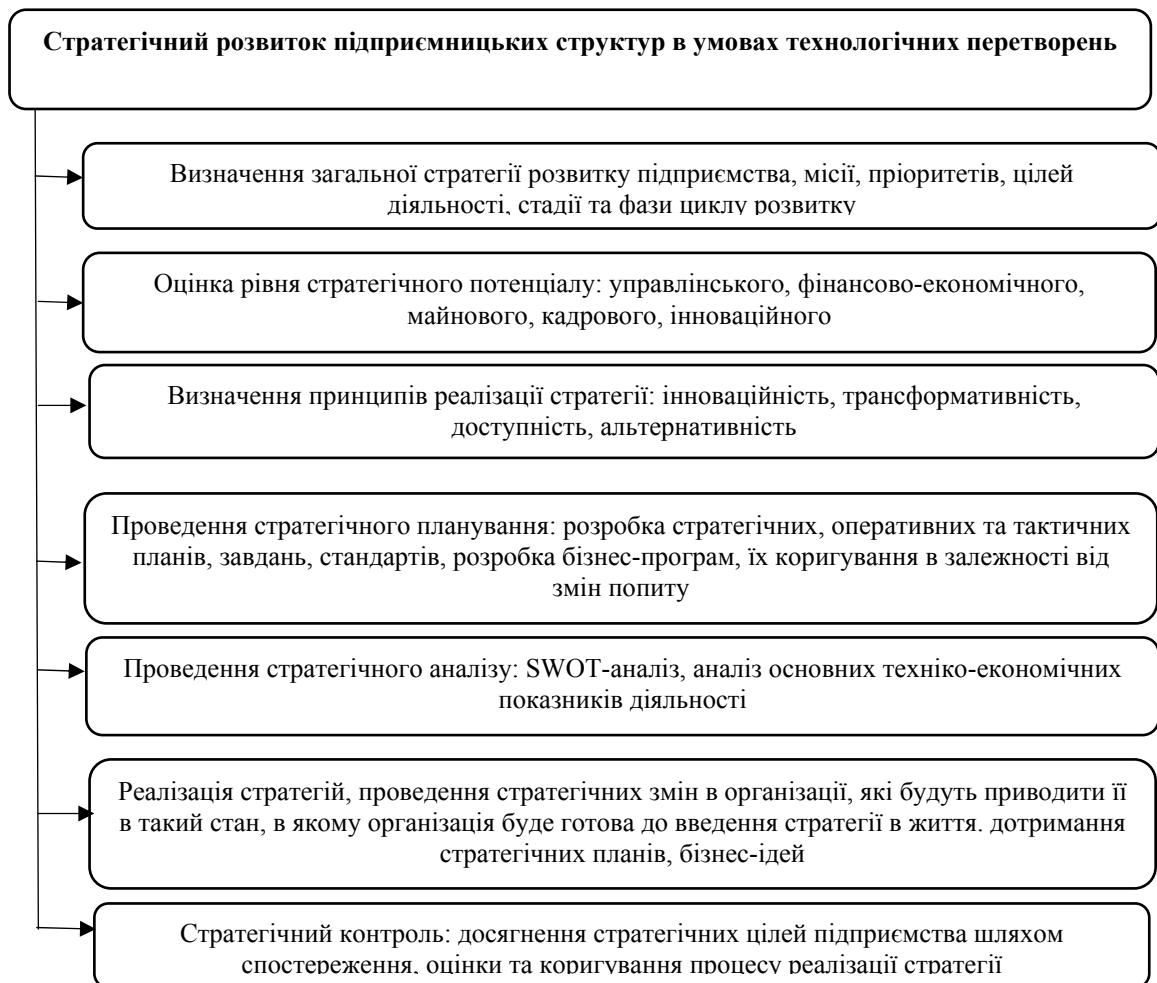 Стратегічний розвиток підприємницьких структур в умовах технологічних перетворень
Визначення загальної стратегії розвитку підприємства, місії, пріоритетів, цілей
діяльності, стадії та фази циклу розвитку
Оцінка рівня стратегічного потенціалу: управлінського, фінансово-економічного,
майнового, кадрового, інноваційного
Визначення принципів реалізації стратегії: інноваційність, трансформативність,
доступність, альтернативність
Проведення стратегічного планування: розробка стратегічних, оперативних та тактичних
планів, завдань, стандартів, розробка бізнес-програм, їх коригування в залежності від
змін попиту
Проведення стратегічного аналізу: SWOT-аналіз, аналіз основних техніко-економічних
показників діяльності
Реалізація стратегій, проведення стратегічних змін в організації, які будуть приводити її
в такий стан, в якому організація буде готова до введення стратегії в життя. дотримання
стратегічних планів, бізнес-ідей
Стратегічний контроль: досягнення стратегічних цілей підприємства шляхом
спостереження, оцінки та коригування процесу реалізації стратегії